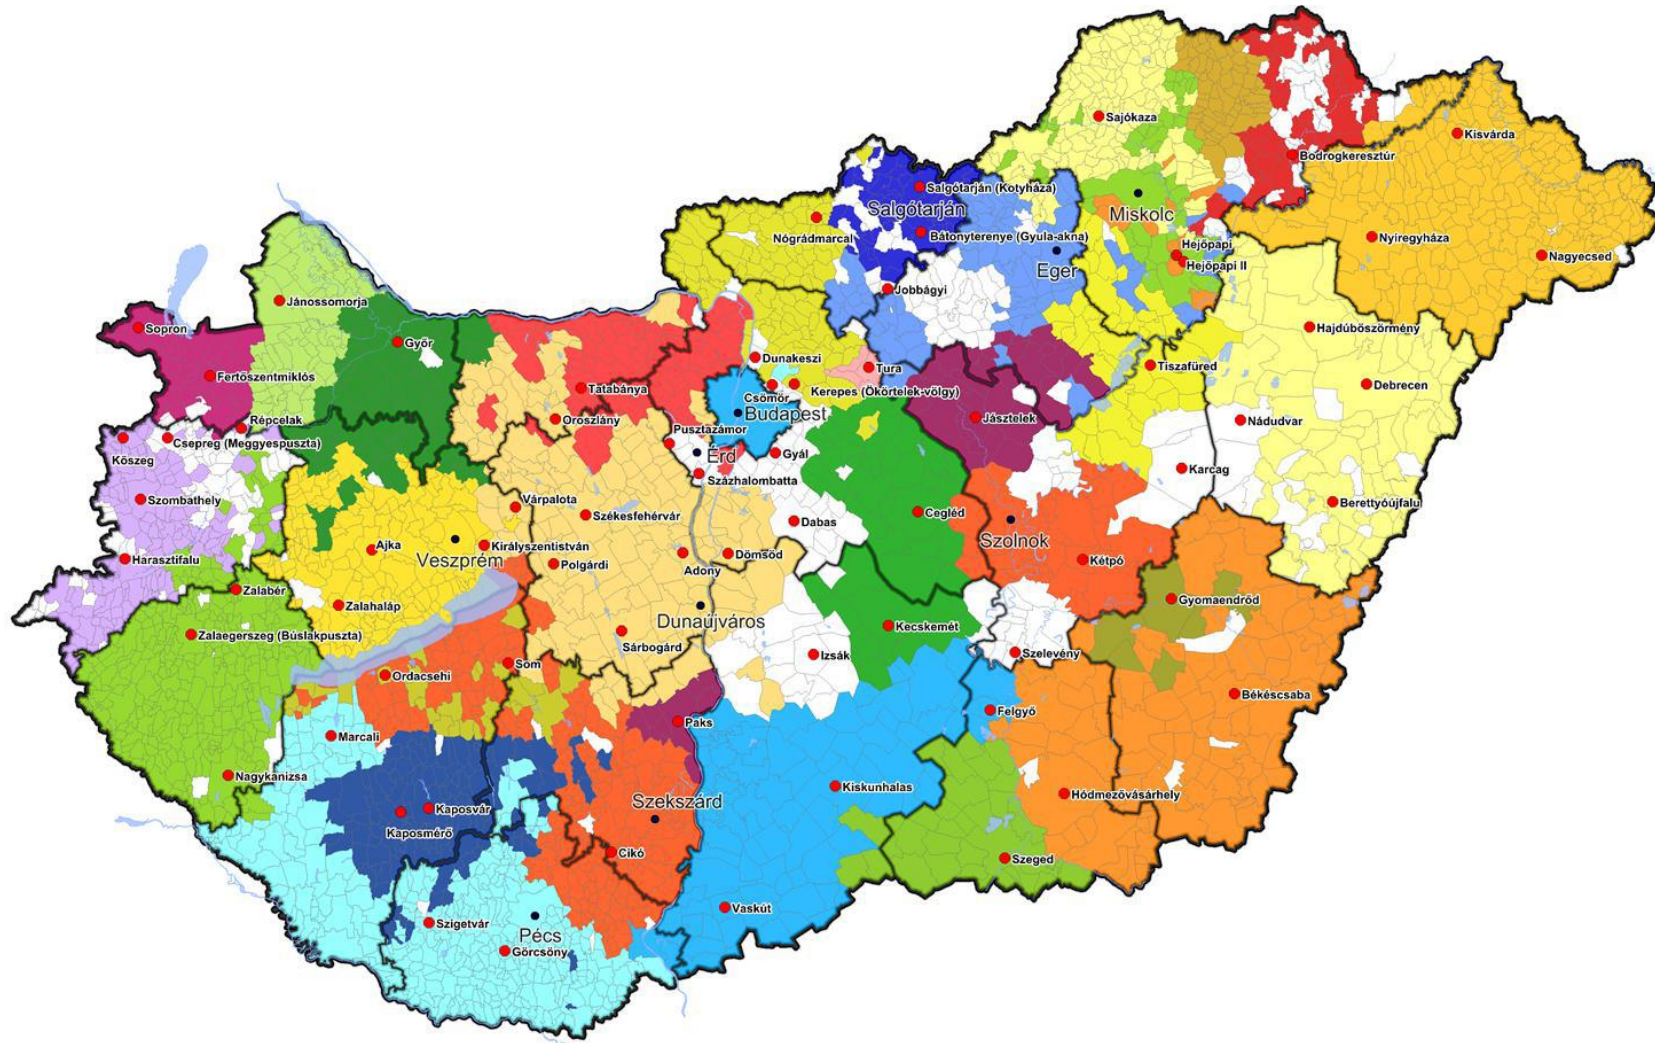 Sajókaza
Kisvárda
Bodrogkeresztúr
Salgótarján (Kotyháza)
Salgótarján
Miskolc
Nógrádmarcal
Bátonyterenye (Gyula-akna)
Nyíregyháza
Hejőpapi
Hejőpapi II
Eger
Nagyecsed
Jobbágyi
Jánossomorja
Sopron
Hajdúböszörmény
Győr
Dunakeszi
Tiszafüred
Tura
Fertőszentmiklós
Debrecen
Tatabánya
Kerepes (Ökörtelek-völgy)
Csömör
Budapest
Oroszlány
Jásztelek
Nádudvar
Répcelak
Csepreg (Meggyespuszta)
Pusztazámor
Kőszeg
Érd
Gyál
Karcag
Százhalombatta
Szombathely
Várpalota
Berettyóújfalu
Székesfehérvár
Cegléd
Dabas
Szolnok
Ajka
Veszprém
Királyszentistván
Harasztifalu
Polgárdi
Adony
Dömsöd
Kétpó
Zalabér
Gyomaendrőd
Zalahaláp
Dunaújváros
Kecskemét
Zalaegerszeg (Búslakpuszta)
Sárbogárd
Izsák
Szelevény
Som
Ordacsehi
Békéscsaba
Felgyő
Paks
Marcali
Nagykanizsa
Kiskunhalas
Hódmezővásárhely
Szekszárd
Kaposvár
Kaposmérő
Cikó
Szeged
Vaskút
Szigetvár
Pécs
Görcsöny